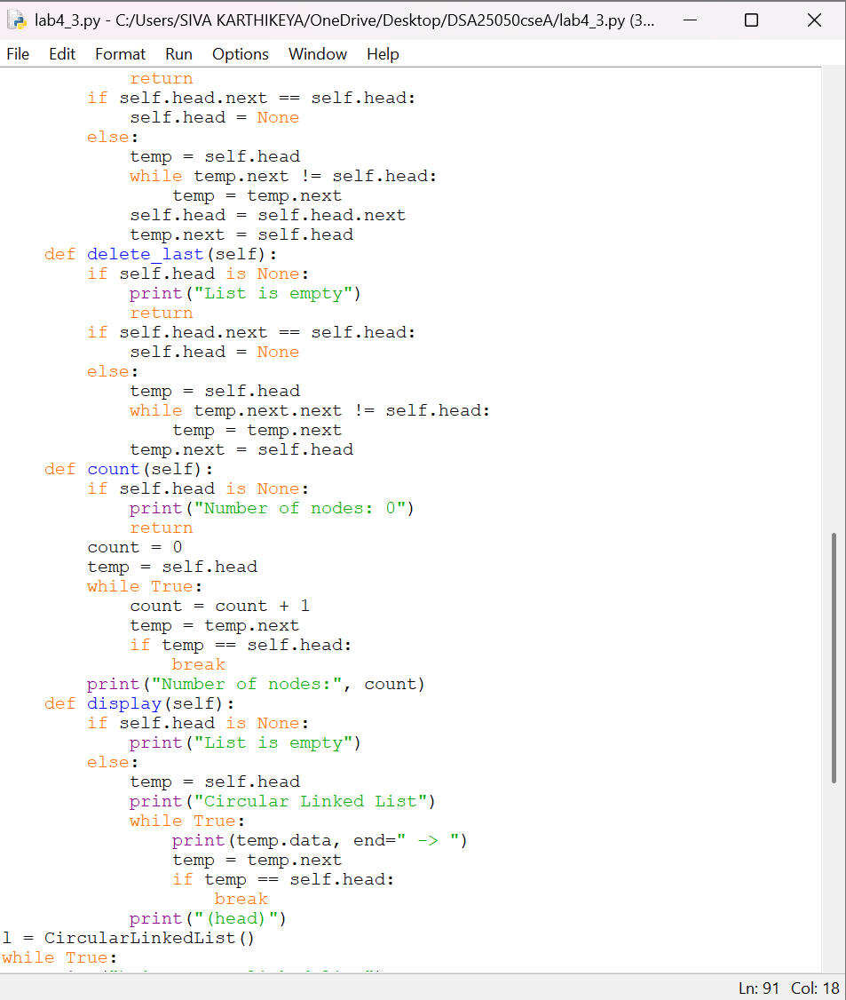 lab4_3.py - C:/Users/SIVA KARTHIKEYA/OneDrive/Desktop/DSA25050cseA/lab4_3.py (3...
File Edit Format Run Options Window Help
            return
        if self.head.next == self.head:
            self.head = None
        else:
            temp = self.head
            while temp.next != self.head:
                temp = temp.next
            self.head = self.head.next
            temp.next = self.head
    def delete_last(self):
        if self.head is None:
            print("List is empty")
            return
        if self.head.next == self.head:
            self.head = None
        else:
            temp = self.head
            while temp.next.next != self.head:
                temp = temp.next
            temp.next = self.head
    def count(self):
        if self.head is None:
            print("Number of nodes: 0")
            return
        count = 0
        temp = self.head
        while True:
            count = count + 1
            temp = temp.next
            if temp == self.head:
                break
        print("Number of nodes:", count)
    def display(self):
        if self.head is None:
            print("List is empty")
        else:
            temp = self.head
            print("Circular Linked List")
            while True:
                print(temp.data, end=" -> ")
                temp = temp.next
                if temp == self.head:
                    break
            print("(head)")
l = CircularLinkedList()
while True:
Ln: 91 Col: 18